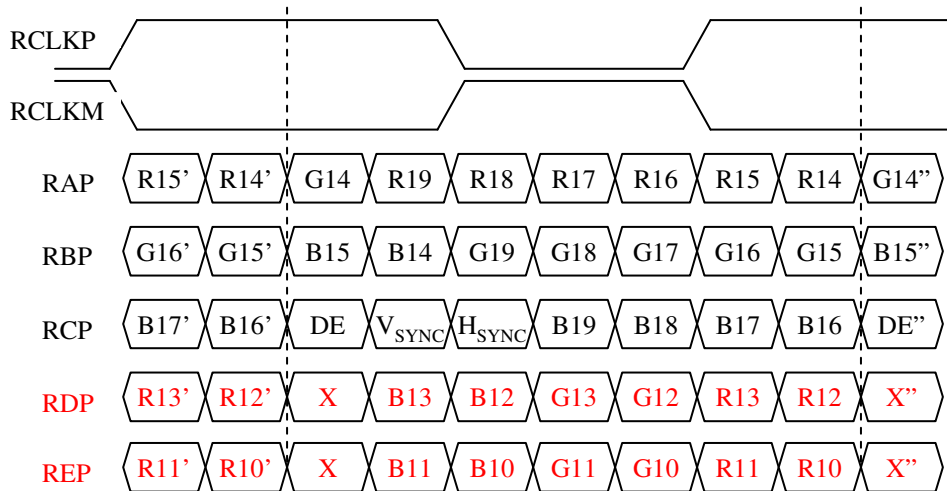 RCLKP
RCLKM
RAP R15’ R14’ G14 R19 R18 R17 R16 R15 R14 G14”
RBP G16’ G15’ B15 B14 G19 G18 G17 G16 G15 B15”
RCP B17’ B16’ DE VSYNC HSYNC B19 B18 B17 B16 DE”
RDP R13’ R12’ X B13 B12 G13 G12 R13 R12 X”
REP R11’ R10’ X B11 B10 G11 G10 R11 R10 X”